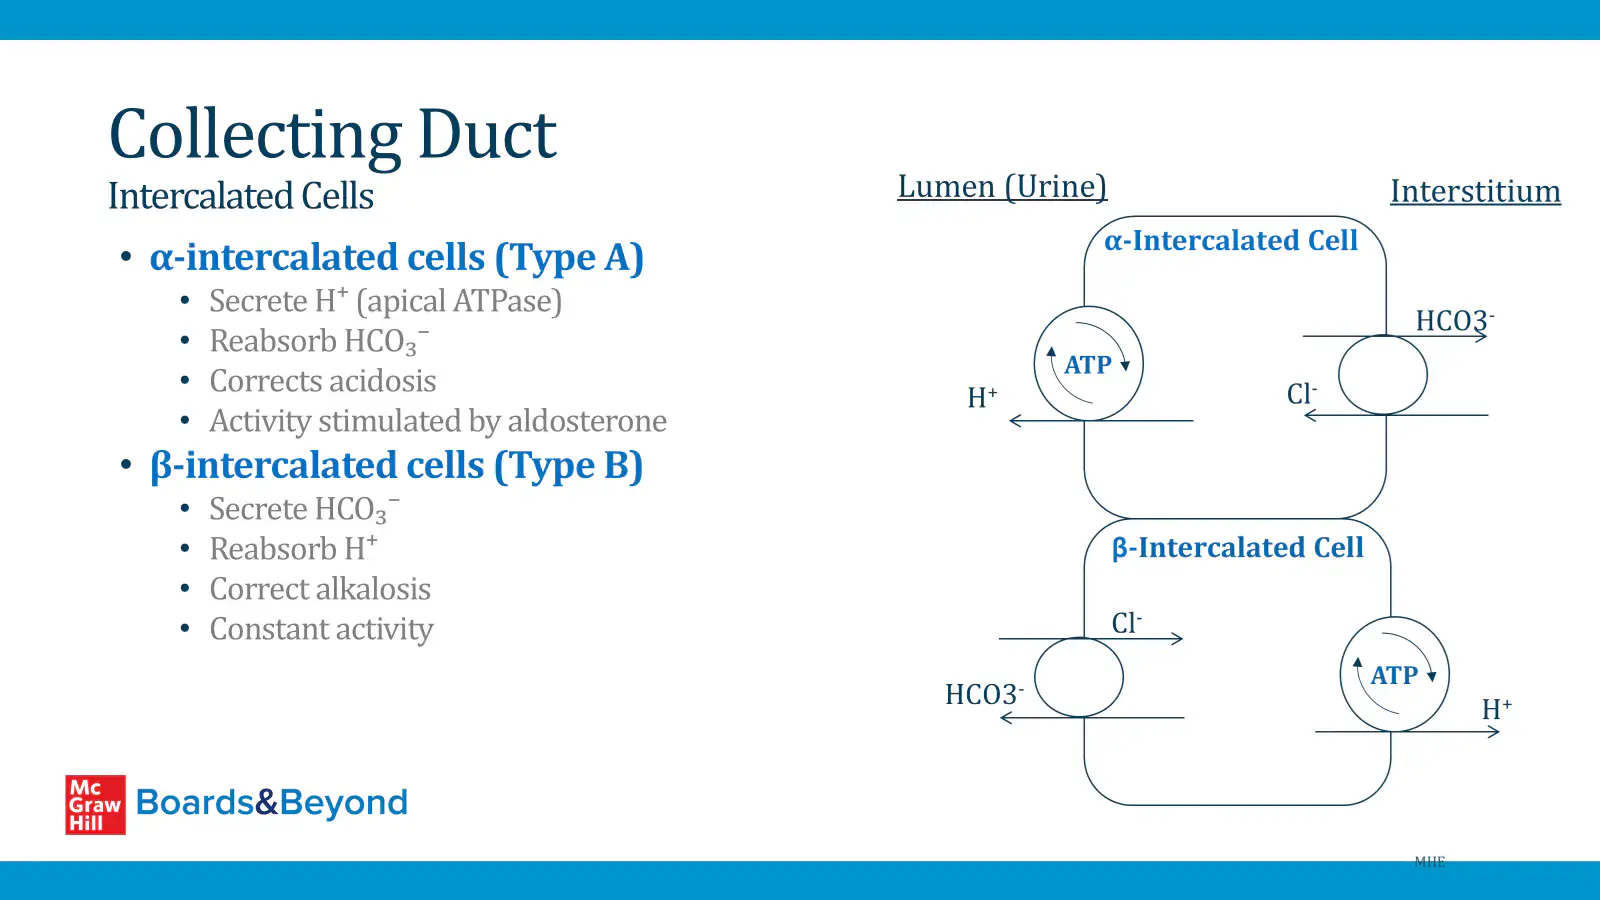 Collecting Duct
Intercalated Cells
• α-intercalated cells (Type A)
• Secrete H⁺ (apical ATPase)
• Reabsorb HCO₃⁻
• Corrects acidosis
• Activity stimulated by aldosterone
• β-intercalated cells (Type B)
• Secrete HCO₃⁻
• Reabsorb H⁺
• Correct alkalosis
• Constant activity
Lumen (Urine)
Interstitium
α-Intercalated Cell
HCO3⁻
ATP
H⁺
Cl⁻
β-Intercalated Cell
Cl⁻
HCO3⁻
ATP
H⁺
Mc
Graw
Hill
Boards&Beyond
MHE